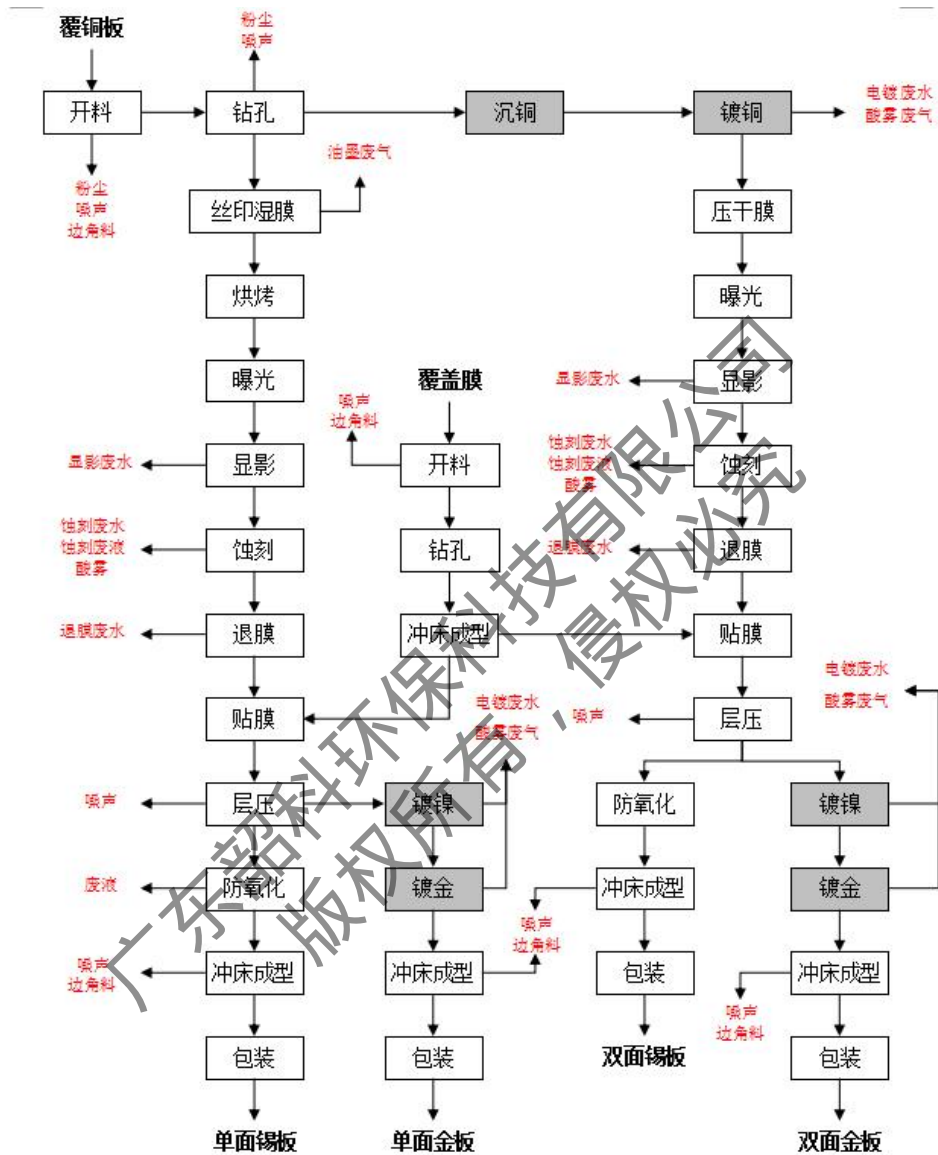 覆铜板
粉尘
噪声
开料
钻孔
沉铜
镀铜
电镀废水
酸雾废气
粉尘
噪声
边角料
油墨废气
丝印湿膜
压干膜
烘烤
曝光
曝光
覆盖膜
显影废水
显影
噪声
边角料
显影废水
显影
开料
蚀刻废水
蚀刻废液
酸雾
蚀刻
蚀刻废水
蚀刻废液
酸雾
蚀刻
钻孔
退膜废水
退膜
退膜废水
退膜
冲床成型
贴膜
电镀废水
酸雾废气
贴膜
电镀废水
酸雾废气
噪声
层压
噪声
层压
镀镍
防氧化
镀镍
废液
防氧化
镀金
冲床成型
镀金
噪声
边角料
噪声
边角料
冲床成型
冲床成型
包装
冲床成型
噪声
边角料
包装
包装
双面锡板
包装
单面锡板
单面金板
双面金板
广东韶科环保科技有限公司
版权所有，侵权必究